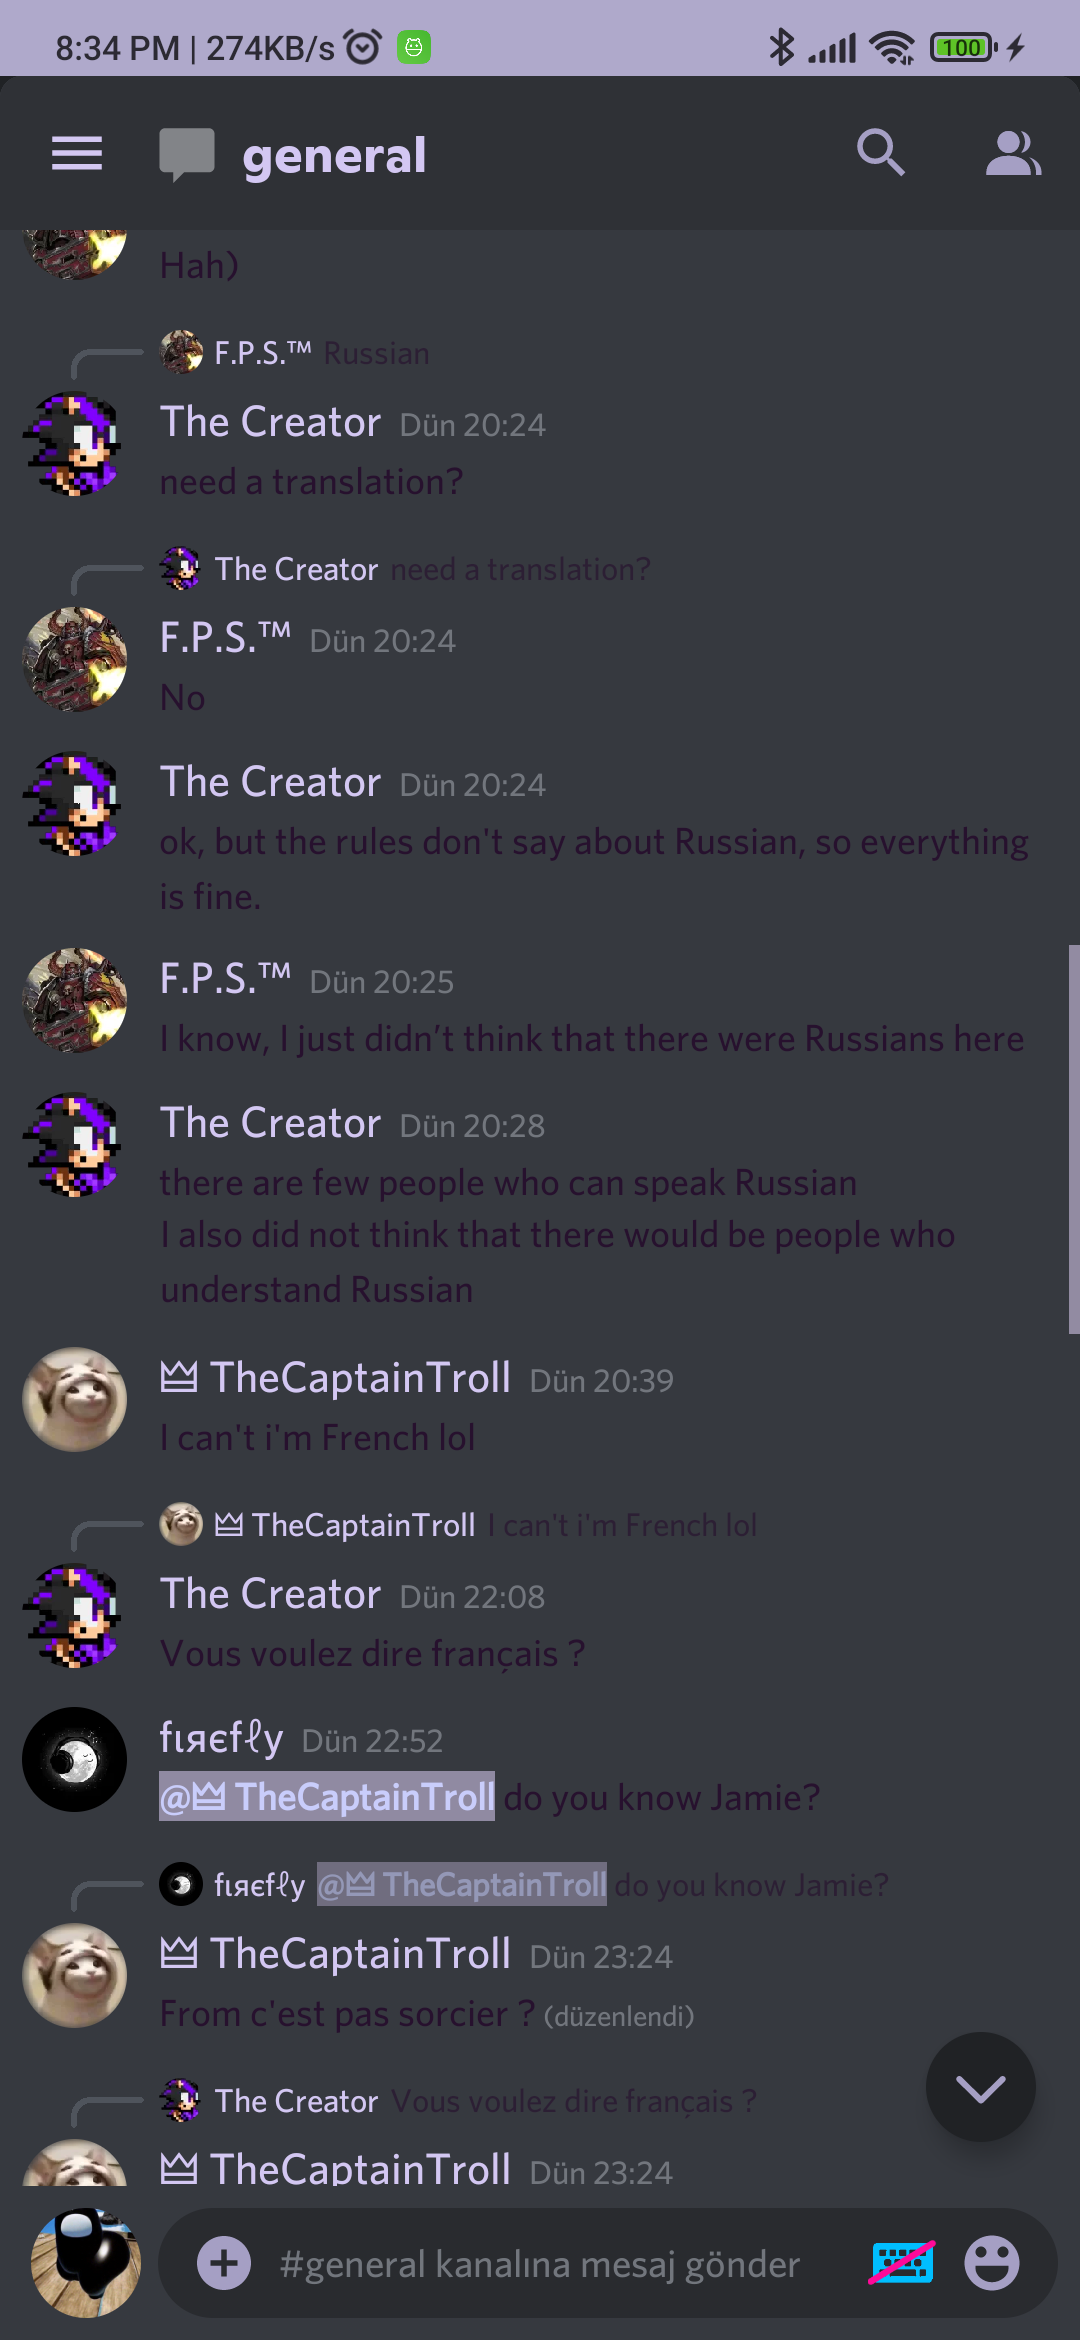 8:34 PM | 274KB/s
100
general
Hah)
F.P.S.™ Russian
The Creator Dün 20:24
need a translation?
The Creator need a translation?
F.P.S.™ Dün 20:24
No
The Creator Dün 20:24
ok, but the rules don't say about Russian, so everything
is fine.
F.P.S.™ Dün 20:25
I know, I just didn’t think that there were Russians here
The Creator Dün 20:28
there are few people who can speak Russian
I also did not think that there would be people who
understand Russian
TheCaptainTroll Dün 20:39
I can't i'm French lol
TheCaptainTroll I can't i'm French lol
The Creator Dün 22:08
Vous voulez dire français ?
fιяєfℓy Dün 22:52
@ TheCaptainTroll do you know Jamie?
fιяєfℓy @ TheCaptainTroll do you know Jamie?
TheCaptainTroll Dün 23:24
From c'est pas sorcier ? (düzenlendi)
The Creator Vous voulez dire français ?
TheCaptainTroll Dün 23:24
#general kanalına mesaj gönder